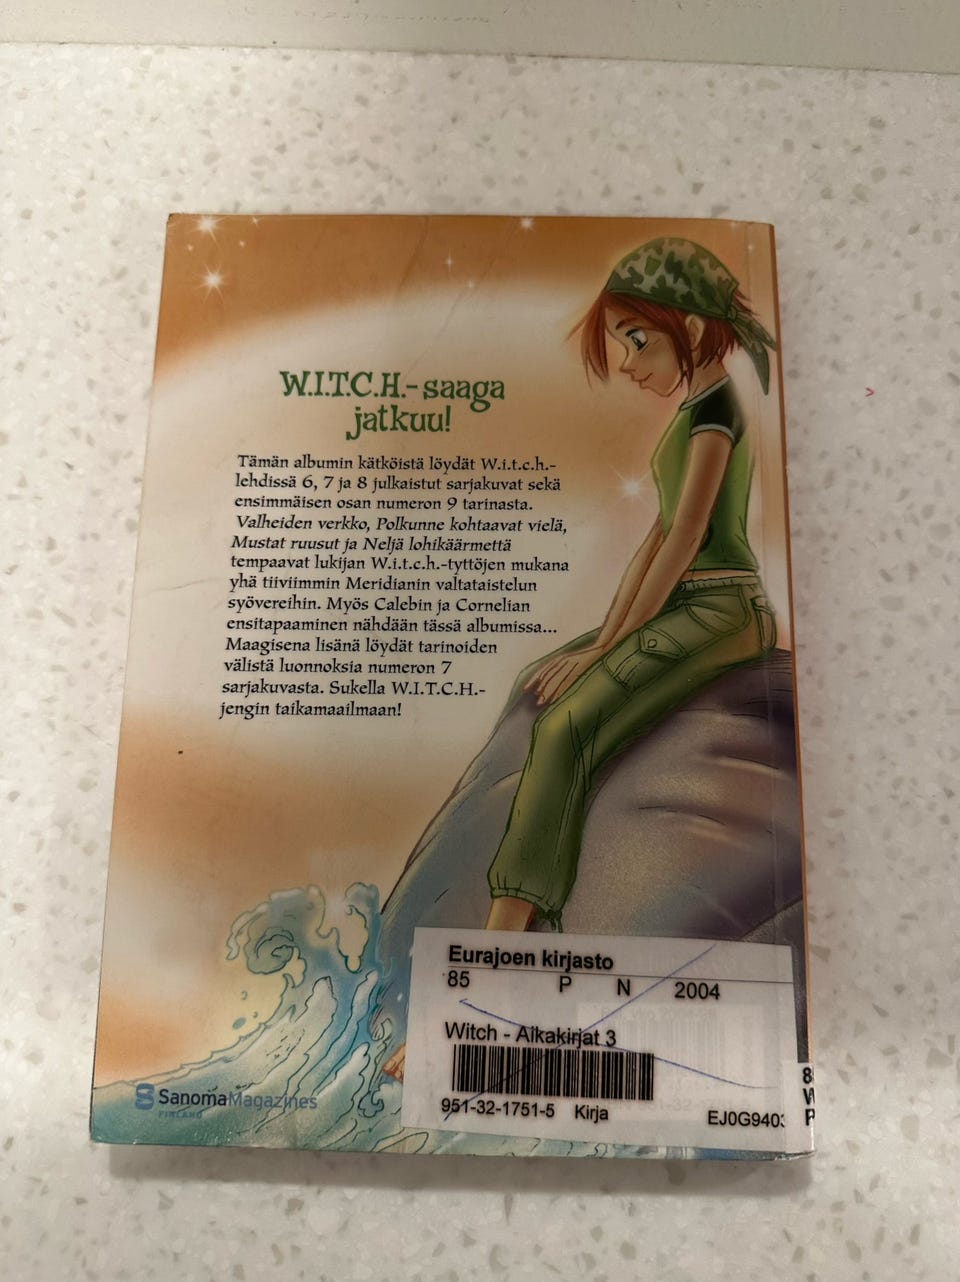 W.I.T.C.H.-saaga
jatkuu!
Tämän albumin kätköistä löydät W.i.t.c.h.-
lehdissä 6, 7 ja 8 julkaistut sarjakuvat sekä
ensimmäisen osan numeron 9 tarinasta.
Valheiden verkko, Polkunne kohtaavat vielä,
Mustat ruusut ja Neljä lohikäärmettä
tempaavat lukijan W.i.t.c.h.-tyttöjen mukana
yhä tiiviimmin Meridianin valtataistelun
syövereihin. Myös Calebin ja Cornelian
ensitapaaminen nähdään tässä albumissa...
Maagisena lisänä löydät tarinoiden
välistä luonnoksia numeron 7
sarjakuvasta. Sukella W.I.T.C.H.-
jengin taikamaailmaan!
Eurajoen kirjasto
85 P N 2004
Witch - Aikakirjat 3
951-32-1751-5 Kirja EJ0G9403
SanomaMagazines
FINLAND
8
W
P